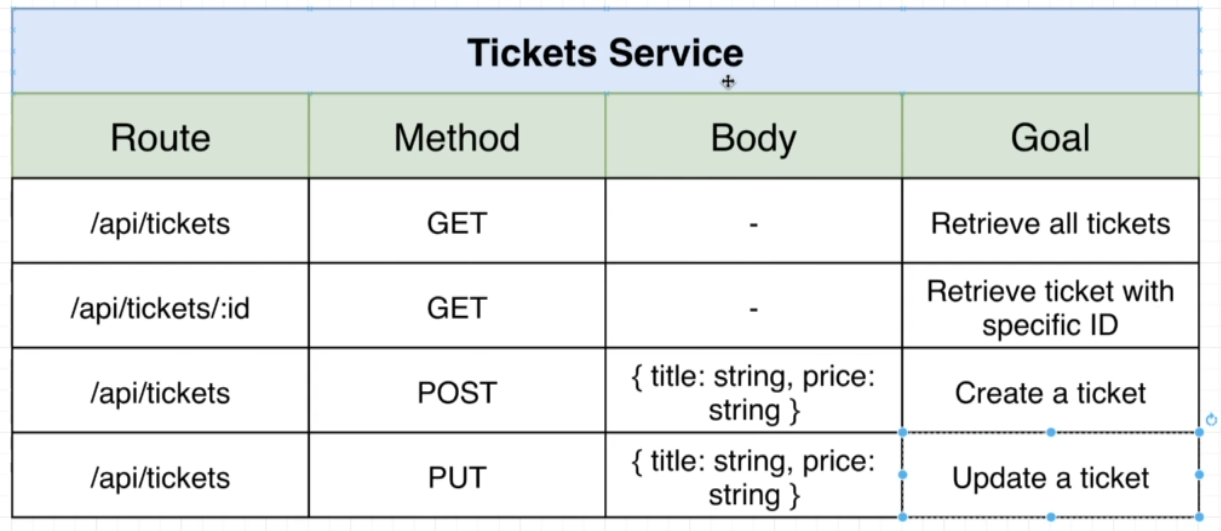 Tickets Service
Route Method Body Goal
/api/tickets GET - Retrieve all tickets
/api/tickets/:id GET - Retrieve ticket with
specific ID
/api/tickets POST { title: string, price:
string } Create a ticket
/api/tickets PUT { title: string, price:
string } Update a ticket